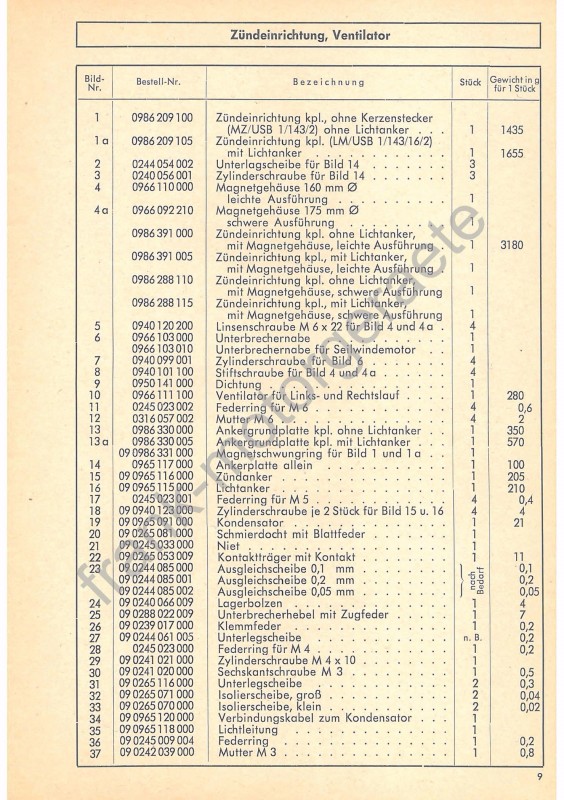 Zündeinrichtung, Ventilator
Bild-Nr. Bestell-Nr. Bezeichnung Stück Gewicht in g für 1 Stück
1 0986 209 100 Zündeinrichtung kpl., ohne Kerzenstecker
(MZ/USB 1/143/2) ohne Lichtanker . . . 1 1435
1 a 0986 209 105 Zündeinrichtung kpl. (LM/USB 1/143/16/2)
mit Lichtanker . . . 1 1655
2 0244 054 002 Unterlagscheibe für Bild 14 . . . 3
3 0240 056 001 Zylinderschraube für Bild 14 . . . 3
4 0966 110 000 Magnetgehäuse 160 mm Ø
leichte Ausführung . . . 1
4 a 0966 092 210 Magnetgehäuse 175 mm Ø
schwere Ausführung . . . 1
0986 391 000 Zündeinrichtung kpl. ohne Lichtanker,
mit Magnetgehäuse, leichte Ausführung . 1 3180
0986 391 005 Zündeinrichtung kpl., mit Lichtanker,
mit Magnetgehäuse, leichte Ausführung . 1
0986 288 110 Zündeinrichtung kpl., ohne Lichtanker,
mit Magnetgehäuse, schwere Ausführung 1
0986 288 115 Zündeinrichtung kpl., mit Lichtanker,
mit Magnetgehäuse, schwere Ausführung 1
5 0940 120 200 Linsenschraube M 6 x 22 für Bild 4 und 4 a . 4
6 0966 103 000 Unterbrechernabe . . . 1
0966 103 010 Unterbrechernabe für Seilwindemotor . . 1
7 0940 099 001 Zylinderschraube für Bild 6 . . . 4
8 0940 101 100 Stiftschraube für Bild 4 und 4 a . . . 4
9 0950 141 000 Dichtung . . . 1
10 0966 111 100 Ventilator für Links- und Rechtslauf . . . 1 280
11 0245 023 002 Federring für M 6 . . . 4 0,6
12 0316 057 002 Mutter M 6 . . . 4 2
13 0986 330 000 Ankergrundplatte kpl. ohne Lichtanker . . 1 350
13 a 0986 330 005 Ankergrundplatte kpl. mit Lichtanker . . 1 570
09 0986 331 000 Magnetschwungring für Bild 1 und 1 a . . 1
14 0965 117 000 Ankerplatte allein . . . 1 100
15 09 0965 116 000 Zündanker . . . 1 205
16 09 0965 115 000 Lichtanker . . . 1 210
17 0245 033 001 Federring für M 5 . . . 4 0,4
18 09 0940 123 000 Zylinderschraube je 2 Stück für Bild 15 u. 16 4 4
19 09 0965 091 000 Kondensator . . . 1 21
20 09 0265 081 000 Schmierdocht mit Blattfeder . . . 1
21 09 0249 033 000 Niet . . . 1
22 09 0265 053 009 Kontaktträger mit Kontakt . . . 1 11
23 09 0244 085 000 Ausgleichscheibe 0,1 mm . . . nach Bedarf 0,1
09 0244 085 001 Ausgleichscheibe 0,2 mm . . . 0,2
09 0244 085 002 Ausgleichscheibe 0,05 mm . . . 0,05
24 09 0240 066 009 Lagerbolzen . . . 1 4
25 09 0288 022 009 Unterbrecherhebel mit Zugfeder . . . 1 7
26 09 0239 017 000 Klemmfeder . . . 1 0,2
27 09 0244 061 005 Unterlegscheibe . . . n. B. 0,2
28 0245 023 000 Federring für M 4 . . . 1 0,2
29 09 0241 021 000 Zylinderschraube M 4 x 10 . . . 1
30 09 0241 020 000 Sechskantschraube M 3 . . . 1 0,5
31 09 0265 116 000 Unterlegscheibe . . . 2 0,3
32 09 0265 071 000 Isolierscheibe, groß . . . 2 0,04
33 09 0265 070 000 Isolierscheibe, klein . . . 2 0,02
34 09 0965 120 000 Verbindungskabel zum Kondensator . . . 1
35 09 0965 118 000 Lichtleitung . . . 1
36 09 0245 009 004 Federring . . . 1 0,2
37 09 0242 039 000 Mutter M 3 . . . 1 0,8
9
frank-motorgeraete